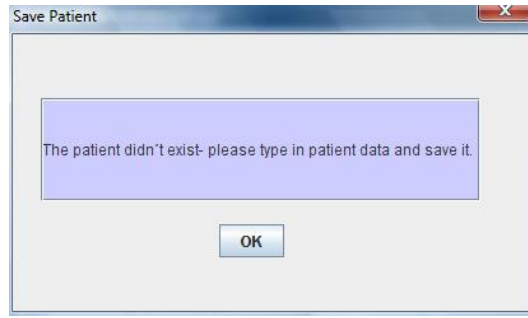 Save Patient
The patient didn´t exist- please type in patient data and save it.
OK